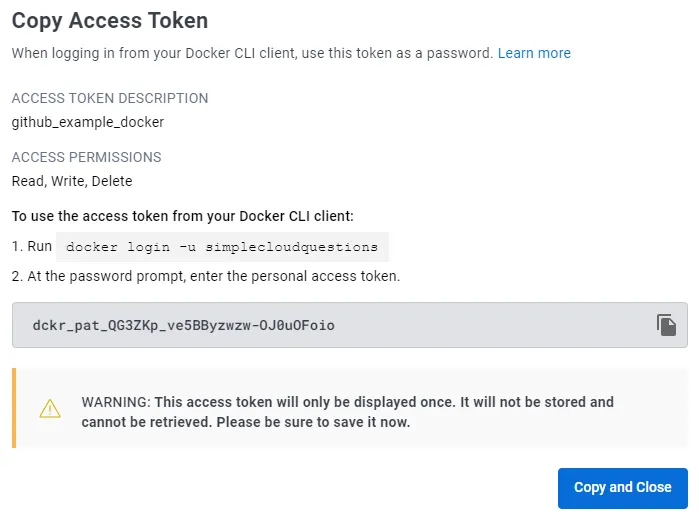 Copy Access Token
When logging in from your Docker CLI client, use this token as a password. Learn more
ACCESS TOKEN DESCRIPTION
github_example_docker
ACCESS PERMISSIONS
Read, Write, Delete
To use the access token from your Docker CLI client:
1. Run docker login -u simplecloudquestions
2. At the password prompt, enter the personal access token.
dckr_pat_QG3ZKp_ve5BByzwzw-OJ0uOFoio
WARNING: This access token will only be displayed once. It will not be stored and
cannot be retrieved. Please be sure to save it now.
Copy and Close